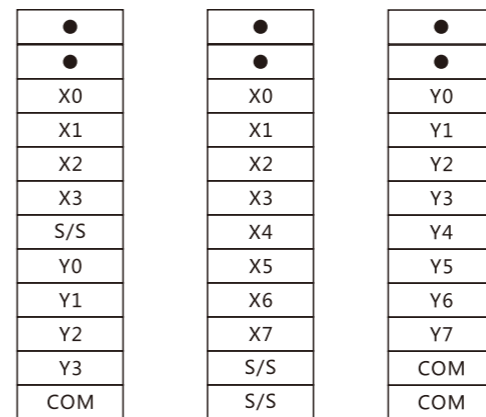 ● ● ●
● ● ●
X0 X0 Y0
X1 X1 Y1
X2 X2 Y2
X3 X3 Y3
S/S X4 Y4
Y0 X5 Y5
Y1 X6 Y6
Y2 X7 Y7
Y3 S/S COM
COM S/S COM